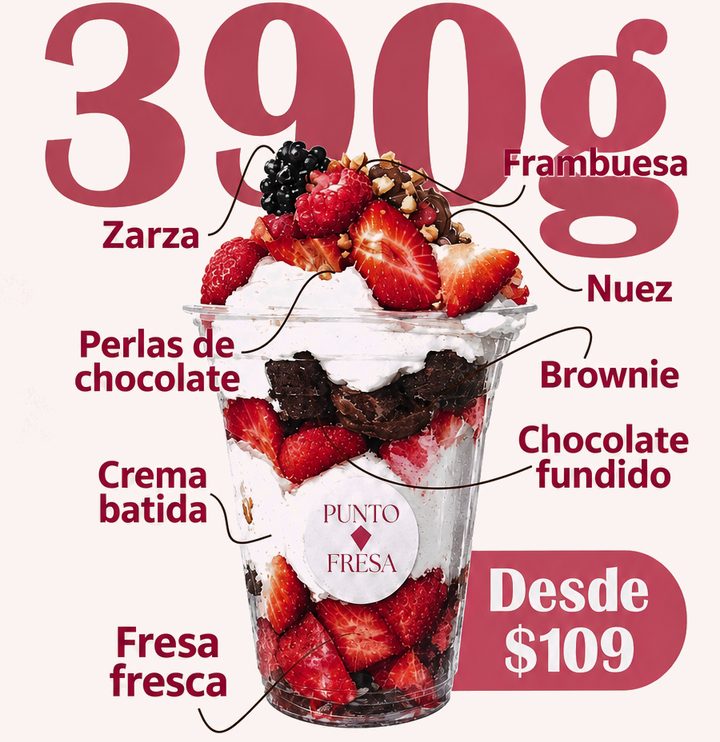 390g
Frambuesa
Zarza
Nuez
Perlas de
chocolate
Brownie
Chocolate
fundido
Crema
batida
PUNTO
FRESA
Desde
$109
Fresa
fresca